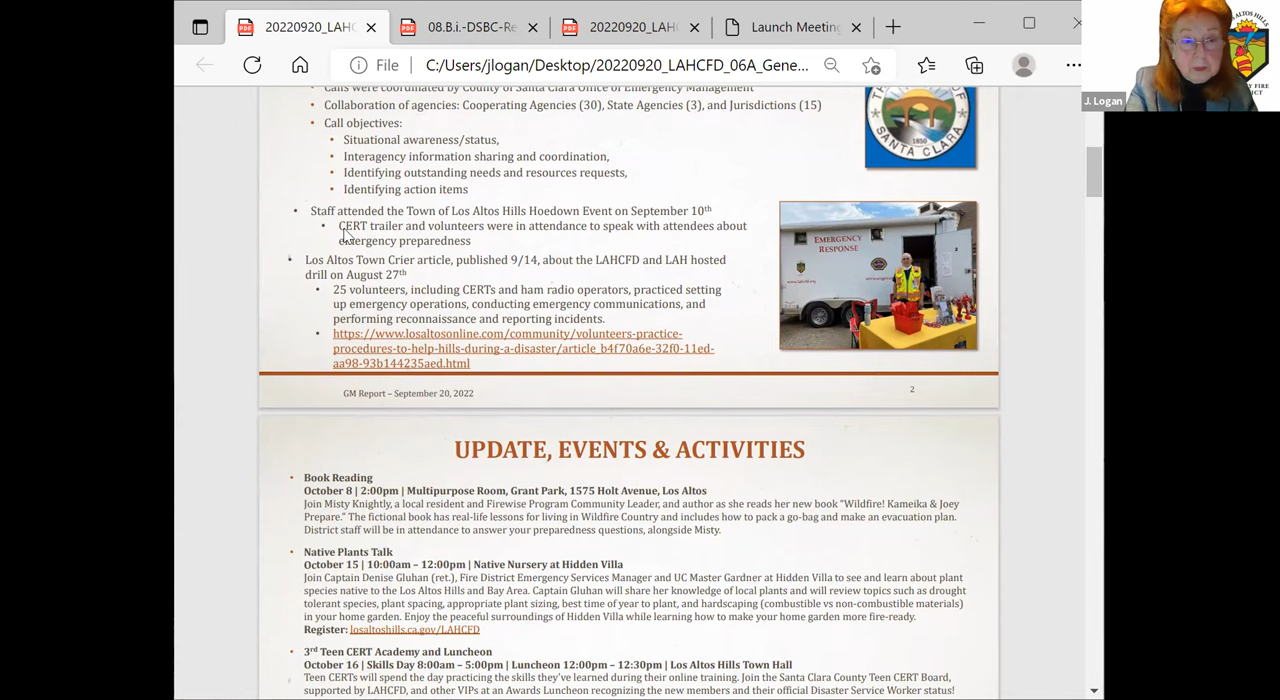 20220920_LAHC
08.B.i.-DSBC-Re
20220920_LAHC
Launch Meeting
File
C:/Users/jlogan/Desktop/20220920_LAHCFD_06A_Gene...
J. Logan
Calls were coordinated by County of Santa Clara Office of Emergency Management
• Collaboration of agencies: Cooperating Agencies (30), State Agencies (3), and Jurisdictions (15)
• Call objectives:
• Situational awareness/status,
• Interagency information sharing and coordination,
• Identifying outstanding needs and resources requests,
• Identifying action items
SANTA CLARA
1850
• Staff attended the Town of Los Altos Hills Hoedown Event on September 10th
• CERT trailer and volunteers were in attendance to speak with attendees about
emergency preparedness
EMERGENCY
RESPONSE
• Los Altos Town Crier article, published 9/14, about the LAHCFD and LAH hosted
drill on August 27th
• 25 volunteers, including CERTs and ham radio operators, practiced setting
up emergency operations, conducting emergency communications, and
performing reconnaissance and reporting incidents.
• https://www.losaltosonline.com/community/volunteers-practice-
procedures-to-help-hills-during-a-disaster/article_b4f70a6e-32f0-11ed-
aa98-93b144235aed.html
GM Report – September 20, 2022
2
UPDATE, EVENTS & ACTIVITIES
• Book Reading
October 8 | 2:00pm | Multipurpose Room, Grant Park, 1575 Holt Avenue, Los Altos
Join Misty Knightly, a local resident and Firewise Program Community Leader, and author as she reads her new book "Wildfire! Kameika & Joey
Prepare." The fictional book has real-life lessons for living in Wildfire Country and includes how to pack a go-bag and make an evacuation plan.
District staff will be in attendance to answer your preparedness questions, alongside Misty.
• Native Plants Talk
October 15 | 10:00am – 12:00pm | Native Nursery at Hidden Villa
Join Captain Denise Gluhan (ret.), Fire District Emergency Services Manager and UC Master Gardner at Hidden Villa to see and learn about plant
species native to the Los Altos Hills and Bay Area. Captain Gluhan will share her knowledge of local plants and will review topics such as drought
tolerant species, plant spacing, appropriate plant sizing, best time of year to plant, and hardscaping (combustible vs non-combustible materials)
in your home garden. Enjoy the peaceful surroundings of Hidden Villa while learning how to make your home garden more fire-ready.
Register: losaltoshills.ca.gov/LAHCFD
• 3rd Teen CERT Academy and Luncheon
October 16 | Skills Day 8:00am – 5:00pm | Luncheon 12:00pm – 12:30pm | Los Altos Hills Town Hall
Teen CERTs will spend the day practicing the skills they've learned during their online training. Join the Santa Clara County Teen CERT Board,
supported by LAHCFD, and other VIPs at an Awards Luncheon recognizing the new members and their official Disaster Service Worker status!